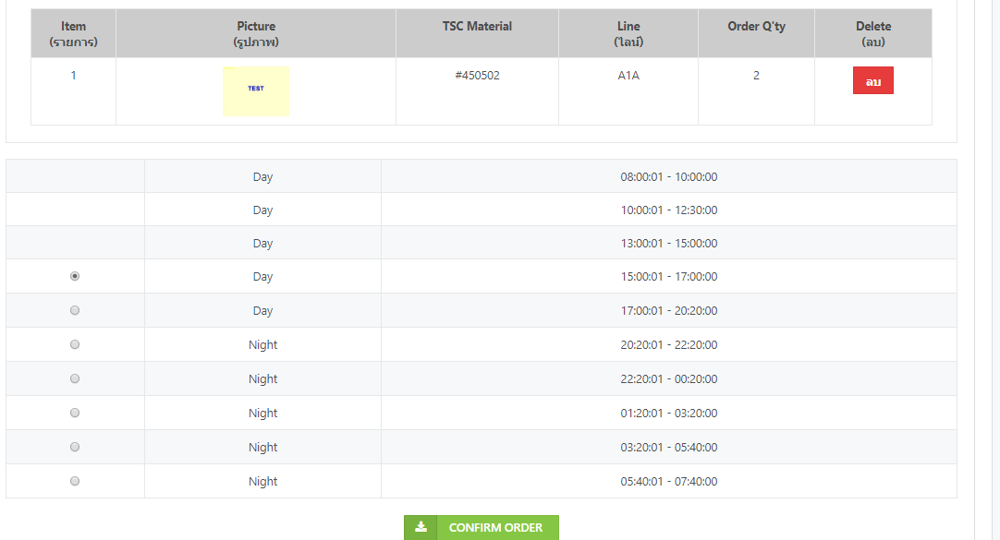 Item Picture TSC Material Line Order Q'ty Delete
(รายการ) (รูปภาพ) (ไลน์) (ลบ)
1 TEST #450502 A1A 2 ลบ
Day 08:00:01 - 10:00:00
Day 10:00:01 - 12:30:00
Day 13:00:01 - 15:00:00
Day 15:00:01 - 17:00:00
Day 17:00:01 - 20:20:00
Night 20:20:01 - 22:20:00
Night 22:20:01 - 00:20:00
Night 01:20:01 - 03:20:00
Night 03:20:01 - 05:40:00
Night 05:40:01 - 07:40:00
CONFIRM ORDER